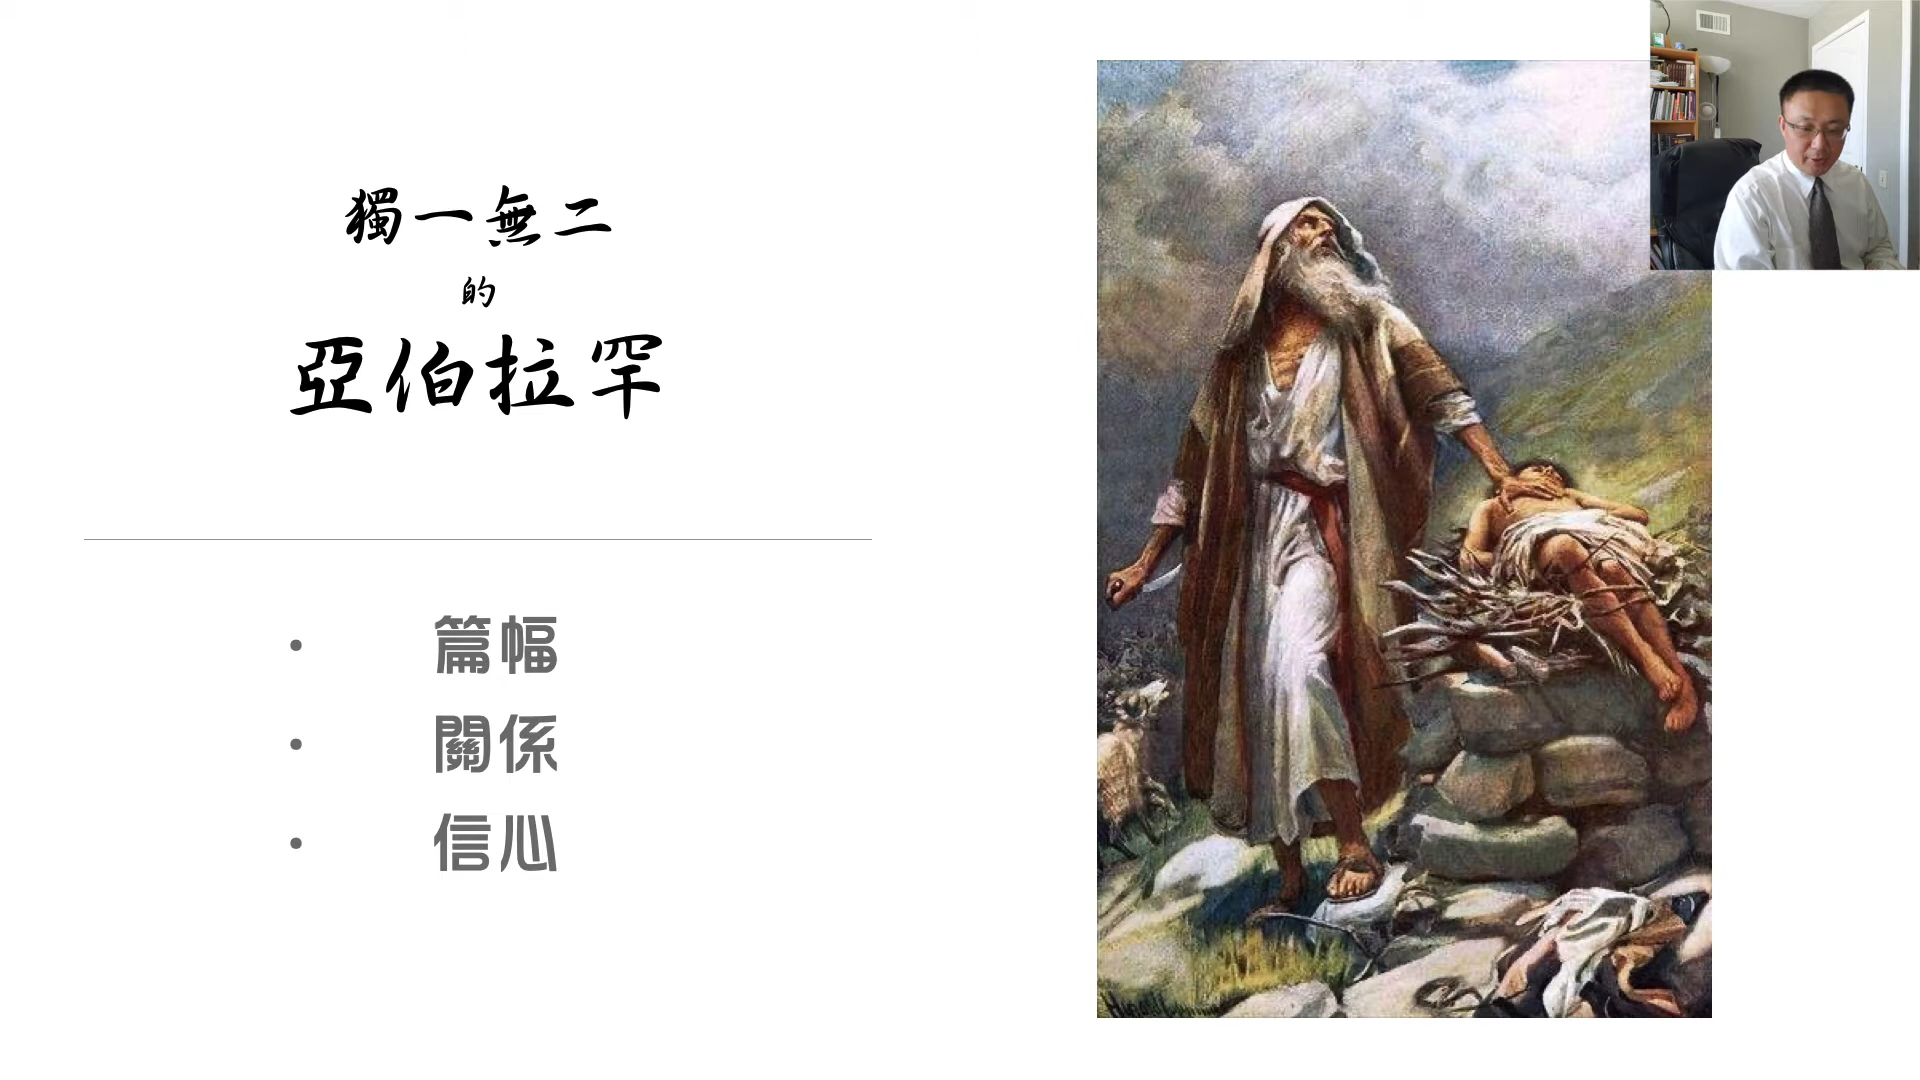 獨一無二
的
亞伯拉罕
• 篇幅
• 關係
• 信心